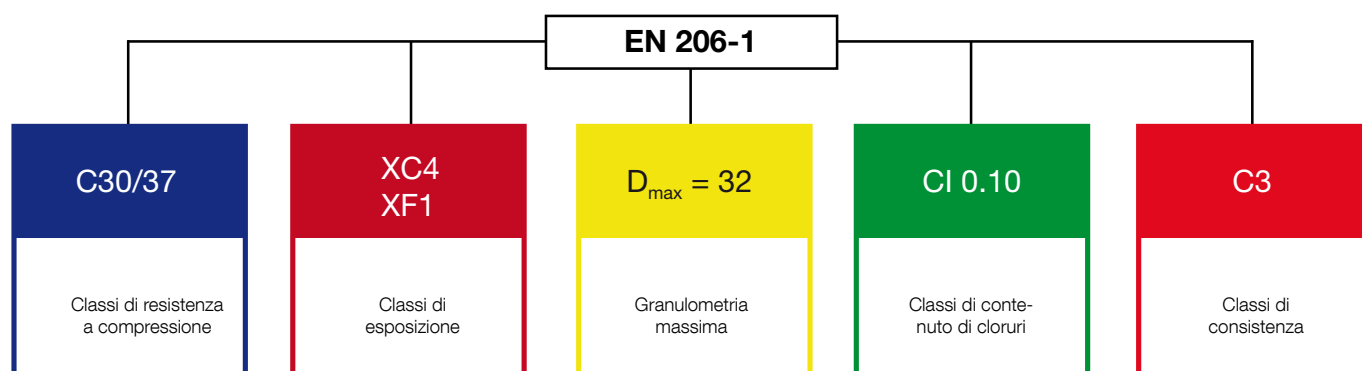 EN 206-1
C30/37
Classi di resistenza
a compressione
XC4
XF1
Classi di
esposizione
Dmax = 32
Granulometria
massima
CI 0.10
Classi di conte-
nuto di cloruri
C3
Classi di
consistenza